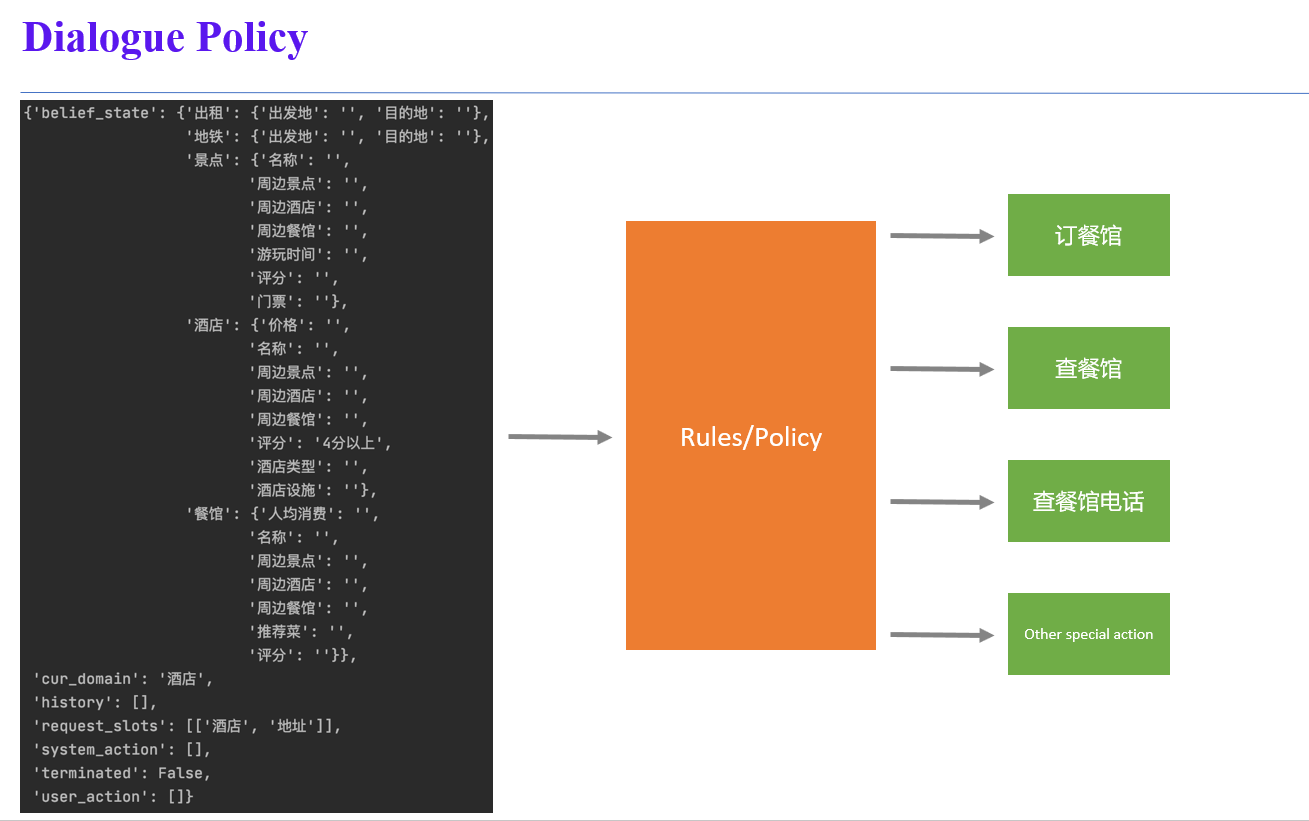 Dialogue Policy
{'belief_state': {'出租': {'出发地': '', '目的地': ''},
'地铁': {'出发地': '', '目的地': ''},
'景点': {'名称': '',
'周边景点': '',
'周边酒店': '',
'周边餐馆': '',
'游玩时间': '',
'评分': '',
'门票': ''},
'酒店': {'价格': '',
'名称': '',
'周边景点': '',
'周边酒店': '',
'周边餐馆': '',
'评分': '4分以上',
'酒店类型': '',
'酒店设施': ''},
'餐馆': {'人均消费': '',
'名称': '',
'周边景点': '',
'周边酒店': '',
'周边餐馆': '',
'推荐菜': '',
'评分': ''}},
'cur_domain': '酒店',
'history': [],
'request_slots': [['酒店', '地址']],
'system_action': [],
'terminated': False,
'user_action': []}
Rules/Policy
订餐馆
查餐馆
查餐馆电话
Other special action